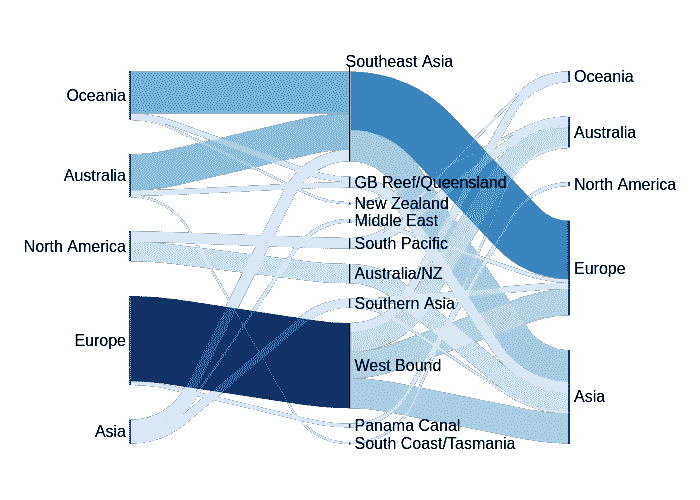 Oceania
Australia
North America
Europe
Asia
Southeast Asia
GB Reef/Queensland
New Zealand
Middle East
South Pacific
Australia/NZ
Southern Asia
West Bound
Panama Canal
South Coast/Tasmania
Oceania
Australia
North America
Europe
Asia